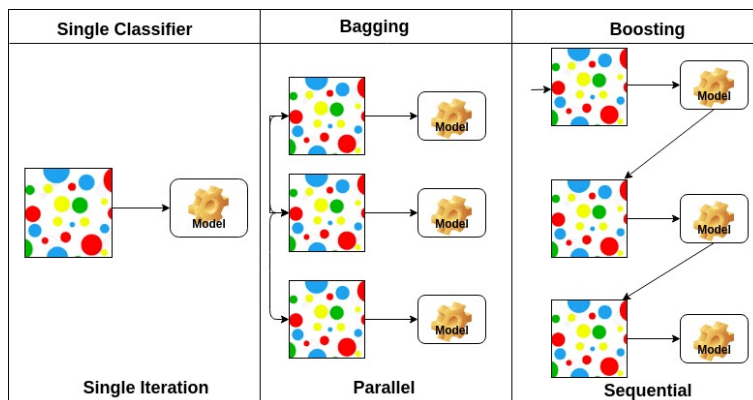 Single Classifier
Bagging
Boosting
Model
Model
Model
Model
Model
Model
Model
Single Iteration
Parallel
Sequential